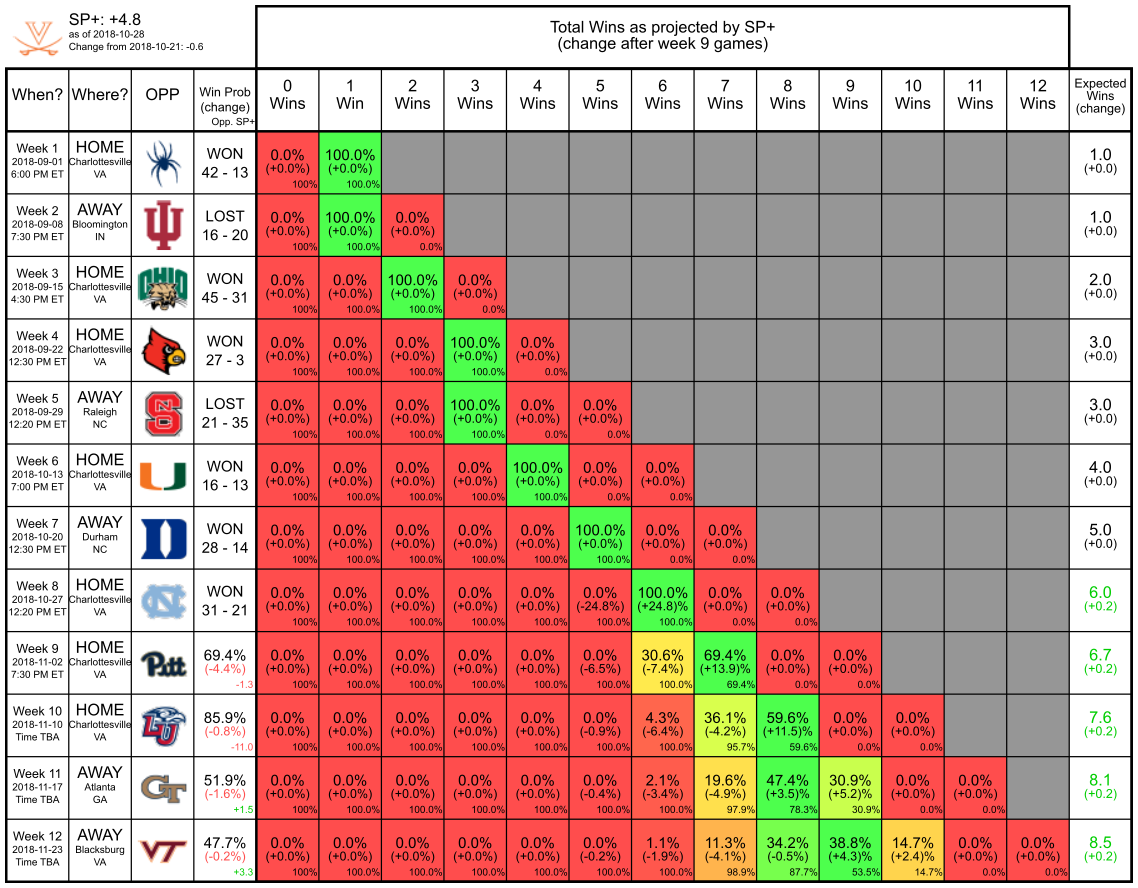 SP+: +4.8
as of 2018-10-28
Change from 2018-10-21: -0.6
Total Wins as projected by SP+
(change after week 9 games)
When? Where? OPP Win Prob (change) Opp. SP+ 0 Wins 1 Win 2 Wins 3 Wins 4 Wins 5 Wins 6 Wins 7 Wins 8 Wins 9 Wins 10 Wins 11 Wins 12 Wins Expected Wins (change)
Week 1 HOME WON 0.0% 100.0% 1.0
2018-09-01 Charlottesville (+0.0%) (+0.0%) (+0.0)
6:00 PM ET VA 42 - 13 100% 100.0%
Week 2 AWAY LOST 0.0% 100.0% 0.0% 1.0
2018-09-08 Bloomington (+0.0%) (+0.0%) (+0.0%) (+0.0)
7:30 PM ET IN 16 - 20 100% 100.0% 0.0%
Week 3 HOME OHIO WON 0.0% 0.0% 100.0% 0.0% 2.0
2018-09-15 Charlottesville (+0.0%) (+0.0%) (+0.0%) (+0.0%) (+0.0)
4:30 PM ET VA 45 - 31 100% 100.0% 100.0% 0.0%
Week 4 HOME WON 0.0% 0.0% 0.0% 100.0% 0.0% 3.0
2018-09-22 Charlottesville (+0.0%) (+0.0%) (+0.0%) (+0.0%) (+0.0%) (+0.0)
12:30 PM ET VA 27 - 3 100% 100.0% 100.0% 100.0% 0.0%
Week 5 AWAY LOST 0.0% 0.0% 0.0% 100.0% 0.0% 0.0% 3.0
2018-09-29 Raleigh (+0.0%) (+0.0%) (+0.0%) (+0.0%) (+0.0%) (+0.0%) (+0.0)
12:20 PM ET NC 21 - 35 100% 100.0% 100.0% 100.0% 0.0% 0.0%
Week 6 HOME U WON 0.0% 0.0% 0.0% 0.0% 100.0% 0.0% 0.0% 4.0
2018-10-13 Charlottesville (+0.0%) (+0.0%) (+0.0%) (+0.0%) (+0.0%) (+0.0%) (+0.0%) (+0.0)
7:00 PM ET VA 16 - 13 100% 100.0% 100.0% 100.0% 100.0% 0.0% 0.0%
Week 7 AWAY D WON 0.0% 0.0% 0.0% 0.0% 0.0% 100.0% 0.0% 0.0% 5.0
2018-10-20 Durham (+0.0%) (+0.0%) (+0.0%) (+0.0%) (+0.0%) (+0.0%) (+0.0%) (+0.0%) (+0.0)
12:30 PM ET NC 28 - 14 100% 100.0% 100.0% 100.0% 100.0% 100.0% 0.0% 0.0%
Week 8 HOME NC WON 0.0% 0.0% 0.0% 0.0% 0.0% 0.0% 100.0% 0.0% 0.0% 6.0
2018-10-27 Charlottesville (+0.0%) (+0.0%) (+0.0%) (+0.0%) (+0.0%) (-24.8%) (+24.8)% (+0.0%) (+0.0%) (+0.2)
12:20 PM ET VA 31 - 21 100% 100.0% 100.0% 100.0% 100.0% 100.0% 100.0% 0.0% 0.0%
Week 9 HOME Pitt 69.4% 0.0% 0.0% 0.0% 0.0% 0.0% 0.0% 30.6% 69.4% 0.0% 0.0% 6.7
2018-11-02 Charlottesville (-4.4%) (+0.0%) (+0.0%) (+0.0%) (+0.0%) (+0.0%) (-6.5%) (-7.4%) (+13.9)% (+0.0%) (+0.0%) (+0.2)
7:30 PM ET VA -1.3 100% 100.0% 100.0% 100.0% 100.0% 100.0% 100.0% 69.4% 0.0% 0.0%
Week 10 HOME LU 85.9% 0.0% 0.0% 0.0% 0.0% 0.0% 0.0% 4.3% 36.1% 59.6% 0.0% 0.0% 7.6
2018-11-10 Charlottesville (-0.8%) (+0.0%) (+0.0%) (+0.0%) (+0.0%) (+0.0%) (-0.9%) (-6.4%) (-4.2%) (+11.5)% (+0.0%) (+0.0%) (+0.2)
Time TBA VA -11.0 100% 100.0% 100.0% 100.0% 100.0% 100.0% 100.0% 95.7% 59.6% 0.0% 0.0%
Week 11 AWAY GT 51.9% 0.0% 0.0% 0.0% 0.0% 0.0% 0.0% 2.1% 19.6% 47.4% 30.9% 0.0% 0.0% 8.1
2018-11-17 Atlanta (-1.6%) (+0.0%) (+0.0%) (+0.0%) (+0.0%) (+0.0%) (-0.4%) (-3.4%) (-4.9%) (+3.5)% (+5.2)% (+0.0%) (+0.0%) (+0.2)
Time TBA GA +1.5 100% 100.0% 100.0% 100.0% 100.0% 100.0% 100.0% 97.9% 78.3% 30.9% 0.0% 0.0%
Week 12 AWAY VT 47.7% 0.0% 0.0% 0.0% 0.0% 0.0% 0.0% 1.1% 11.3% 34.2% 38.8% 14.7% 0.0% 0.0% 8.5
2018-11-23 Blacksburg (-0.2%) (+0.0%) (+0.0%) (+0.0%) (+0.0%) (+0.0%) (-0.2%) (-1.9%) (-4.1%) (-0.5%) (+4.3)% (+2.4)% (+0.0%) (+0.0%) (+0.2)
Time TBA VA +3.3 100% 100.0% 100.0% 100.0% 100.0% 100.0% 100.0% 98.9% 87.7% 53.5% 14.7% 0.0% 0.0%